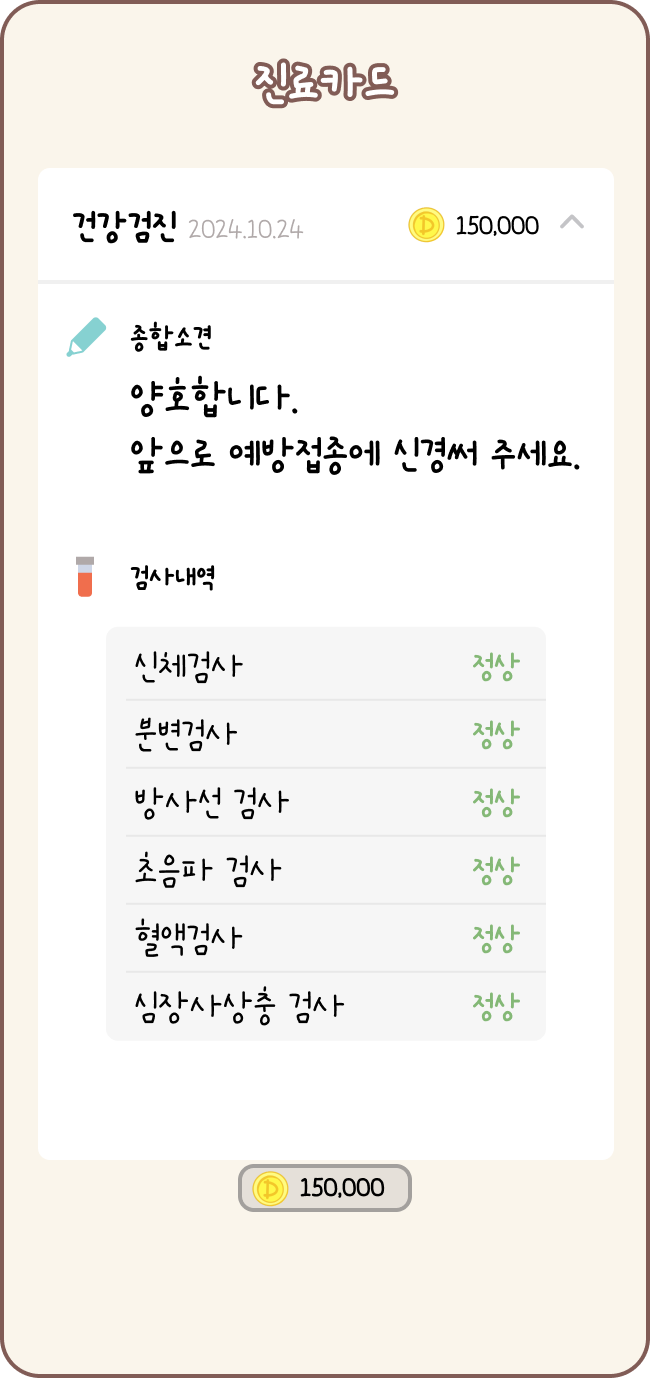 진료카드
건강검진 2024.10.24 150,000
종합소견
양호합니다.
앞으로 예방접종에 신경써 주세요.
검사내역
신체검사 정상
분변검사 정상
방사선 검사 정상
초음파 검사 정상
혈액검사 정상
심장사상충 검사 정상
150,000